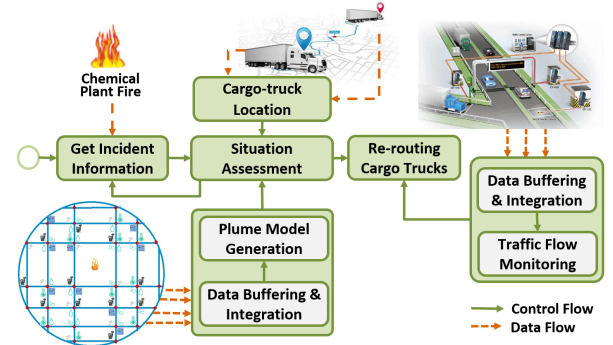 Chemical
Plant Fire
Cargo-truck
Location
Get Incident
Information
Situation
Assessment
Re-routing
Cargo Trucks
Data Buffering
& Integration
Traffic Flow
Monitoring
Plume Model
Generation
Data Buffering &
Integration
Control Flow
Data Flow